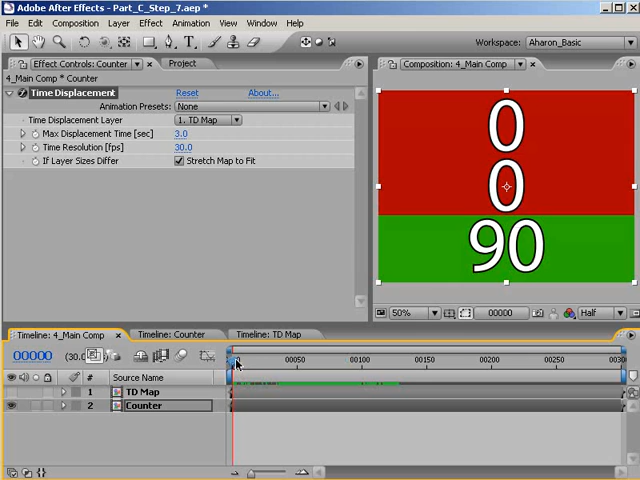 Adobe After Effects - Part_C_Step_7.aep *
File Edit Composition Layer Effect Animation View Window Help
Workspace: Aharon_Basic
Effect Controls: Counter Project
4_Main Comp * Counter
Time Displacement Reset About...
Animation Presets: None
Time Displacement Layer 1. TD Map
Max Displacement Time [sec] 3.0
Time Resolution [fps] 30.0
If Layer Sizes Differ Stretch Map to Fit
Composition: 4_Main Comp
0
0
90
50% 00000 Half
Timeline: 4_Main Comp Timeline: Counter Timeline: TD Map
00000 (30.0
00050 00100 00150 00200 00250 0030
# Source Name
1 TD Map
2 Counter